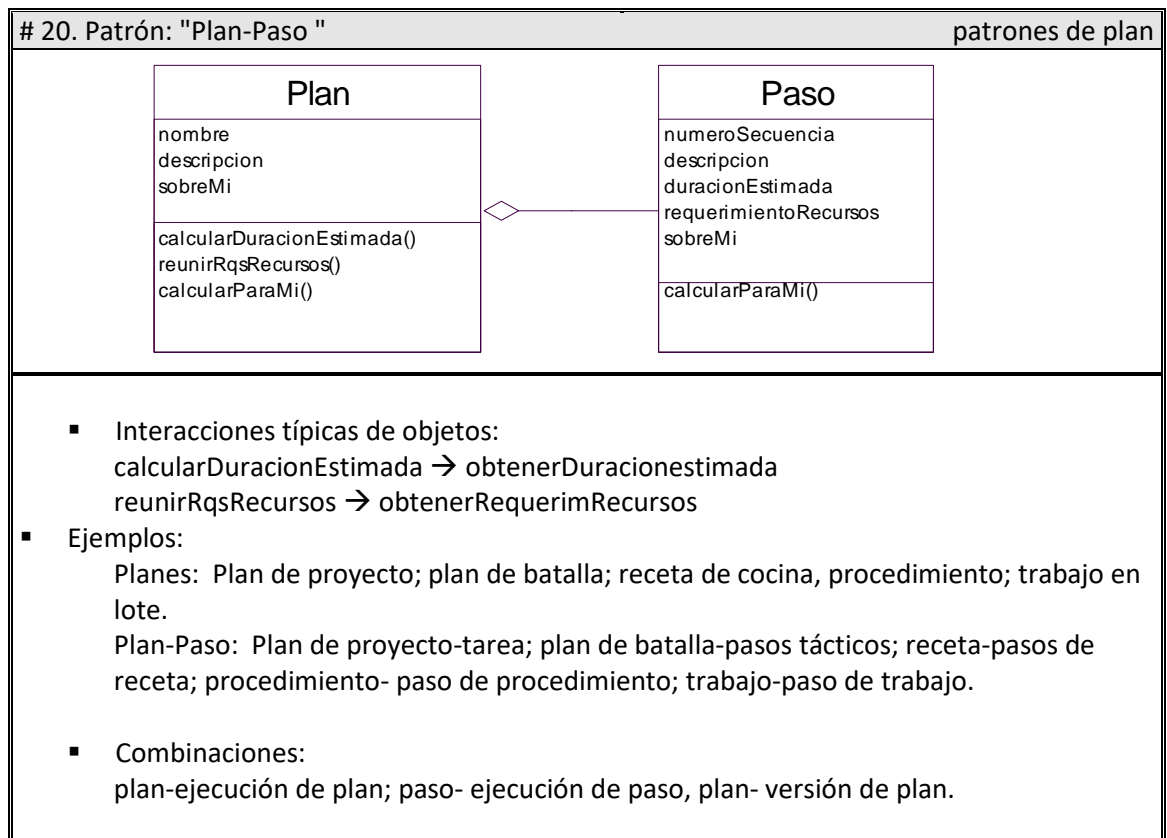 # 20. Patrón: "Plan-Paso " patrones de plan
Plan
nombre
descripcion
sobreMi
calcularDuracionEstimada()
reunirRqsRecursos()
calcularParaMi()
Paso
numeroSecuencia
descripcion
duracionEstimada
requerimientoRecursos
sobreMi
calcularParaMi()
▪ Interacciones típicas de objetos:
calcularDuracionEstimada → obtenerDuracionestimada
reunirRqsRecursos → obtenerRequerimRecursos
▪ Ejemplos:
Planes: Plan de proyecto; plan de batalla; receta de cocina, procedimiento; trabajo en
lote.
Plan-Paso: Plan de proyecto-tarea; plan de batalla-pasos tácticos; receta-pasos de
receta; procedimiento- paso de procedimiento; trabajo-paso de trabajo.
▪ Combinaciones:
plan-ejecución de plan; paso- ejecución de paso, plan- versión de plan.